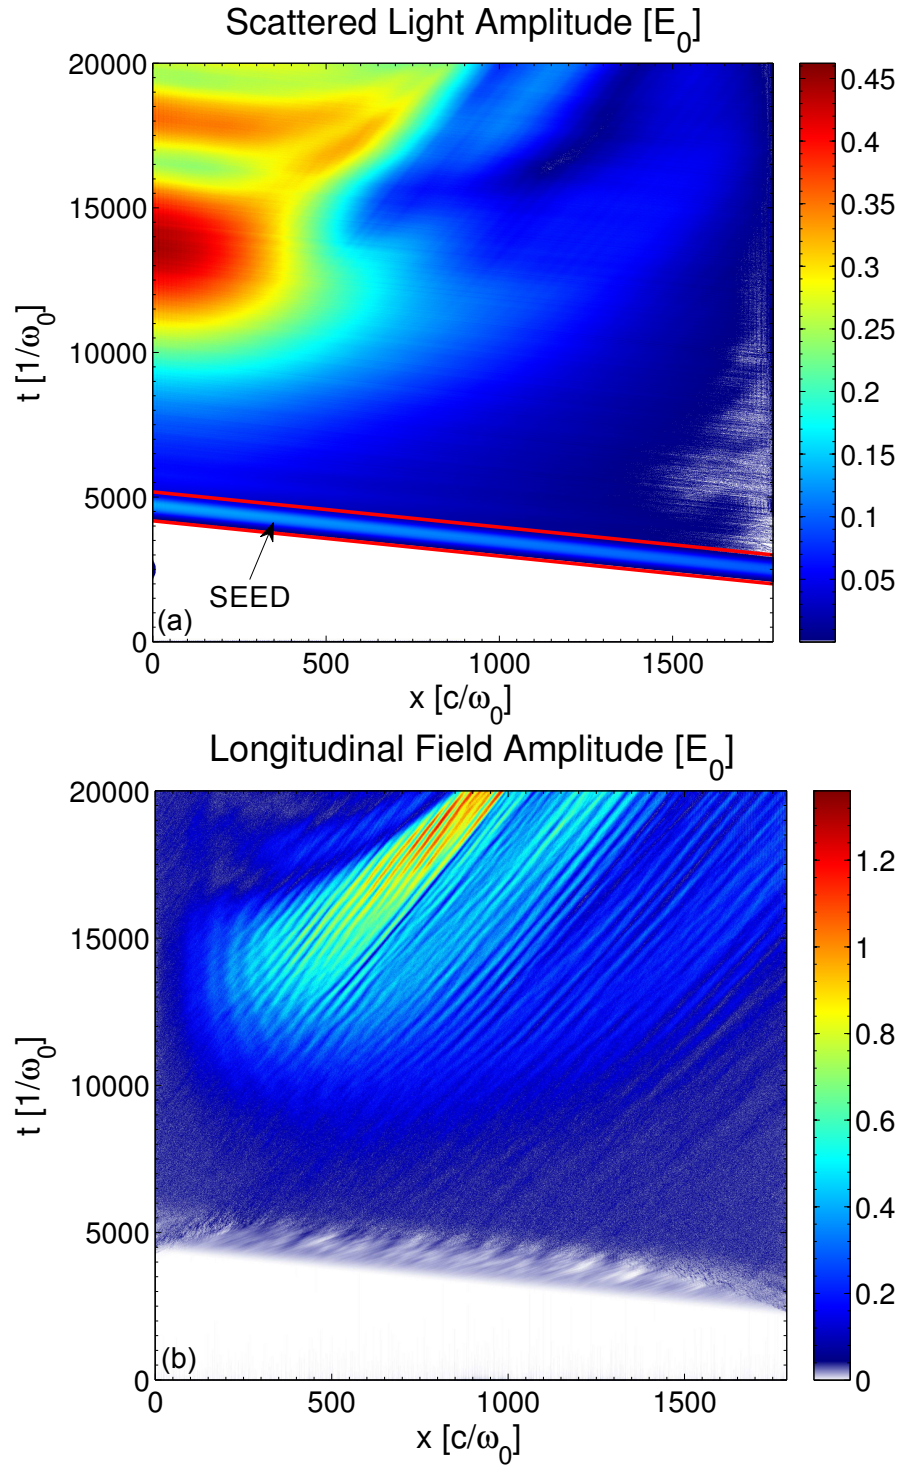 Scattered Light Amplitude [E₀]
20000
15000
10000
5000
0
t [1/ω₀]
SEED
(a)
0 500 1000 1500
x [c/ω₀]
0.45
0.4
0.35
0.3
0.25
0.2
0.15
0.1
0.05
Longitudinal Field Amplitude [E₀]
20000
15000
10000
5000
0
t [1/ω₀]
(b)
0 500 1000 1500
x [c/ω₀]
1.2
1
0.8
0.6
0.4
0.2
0